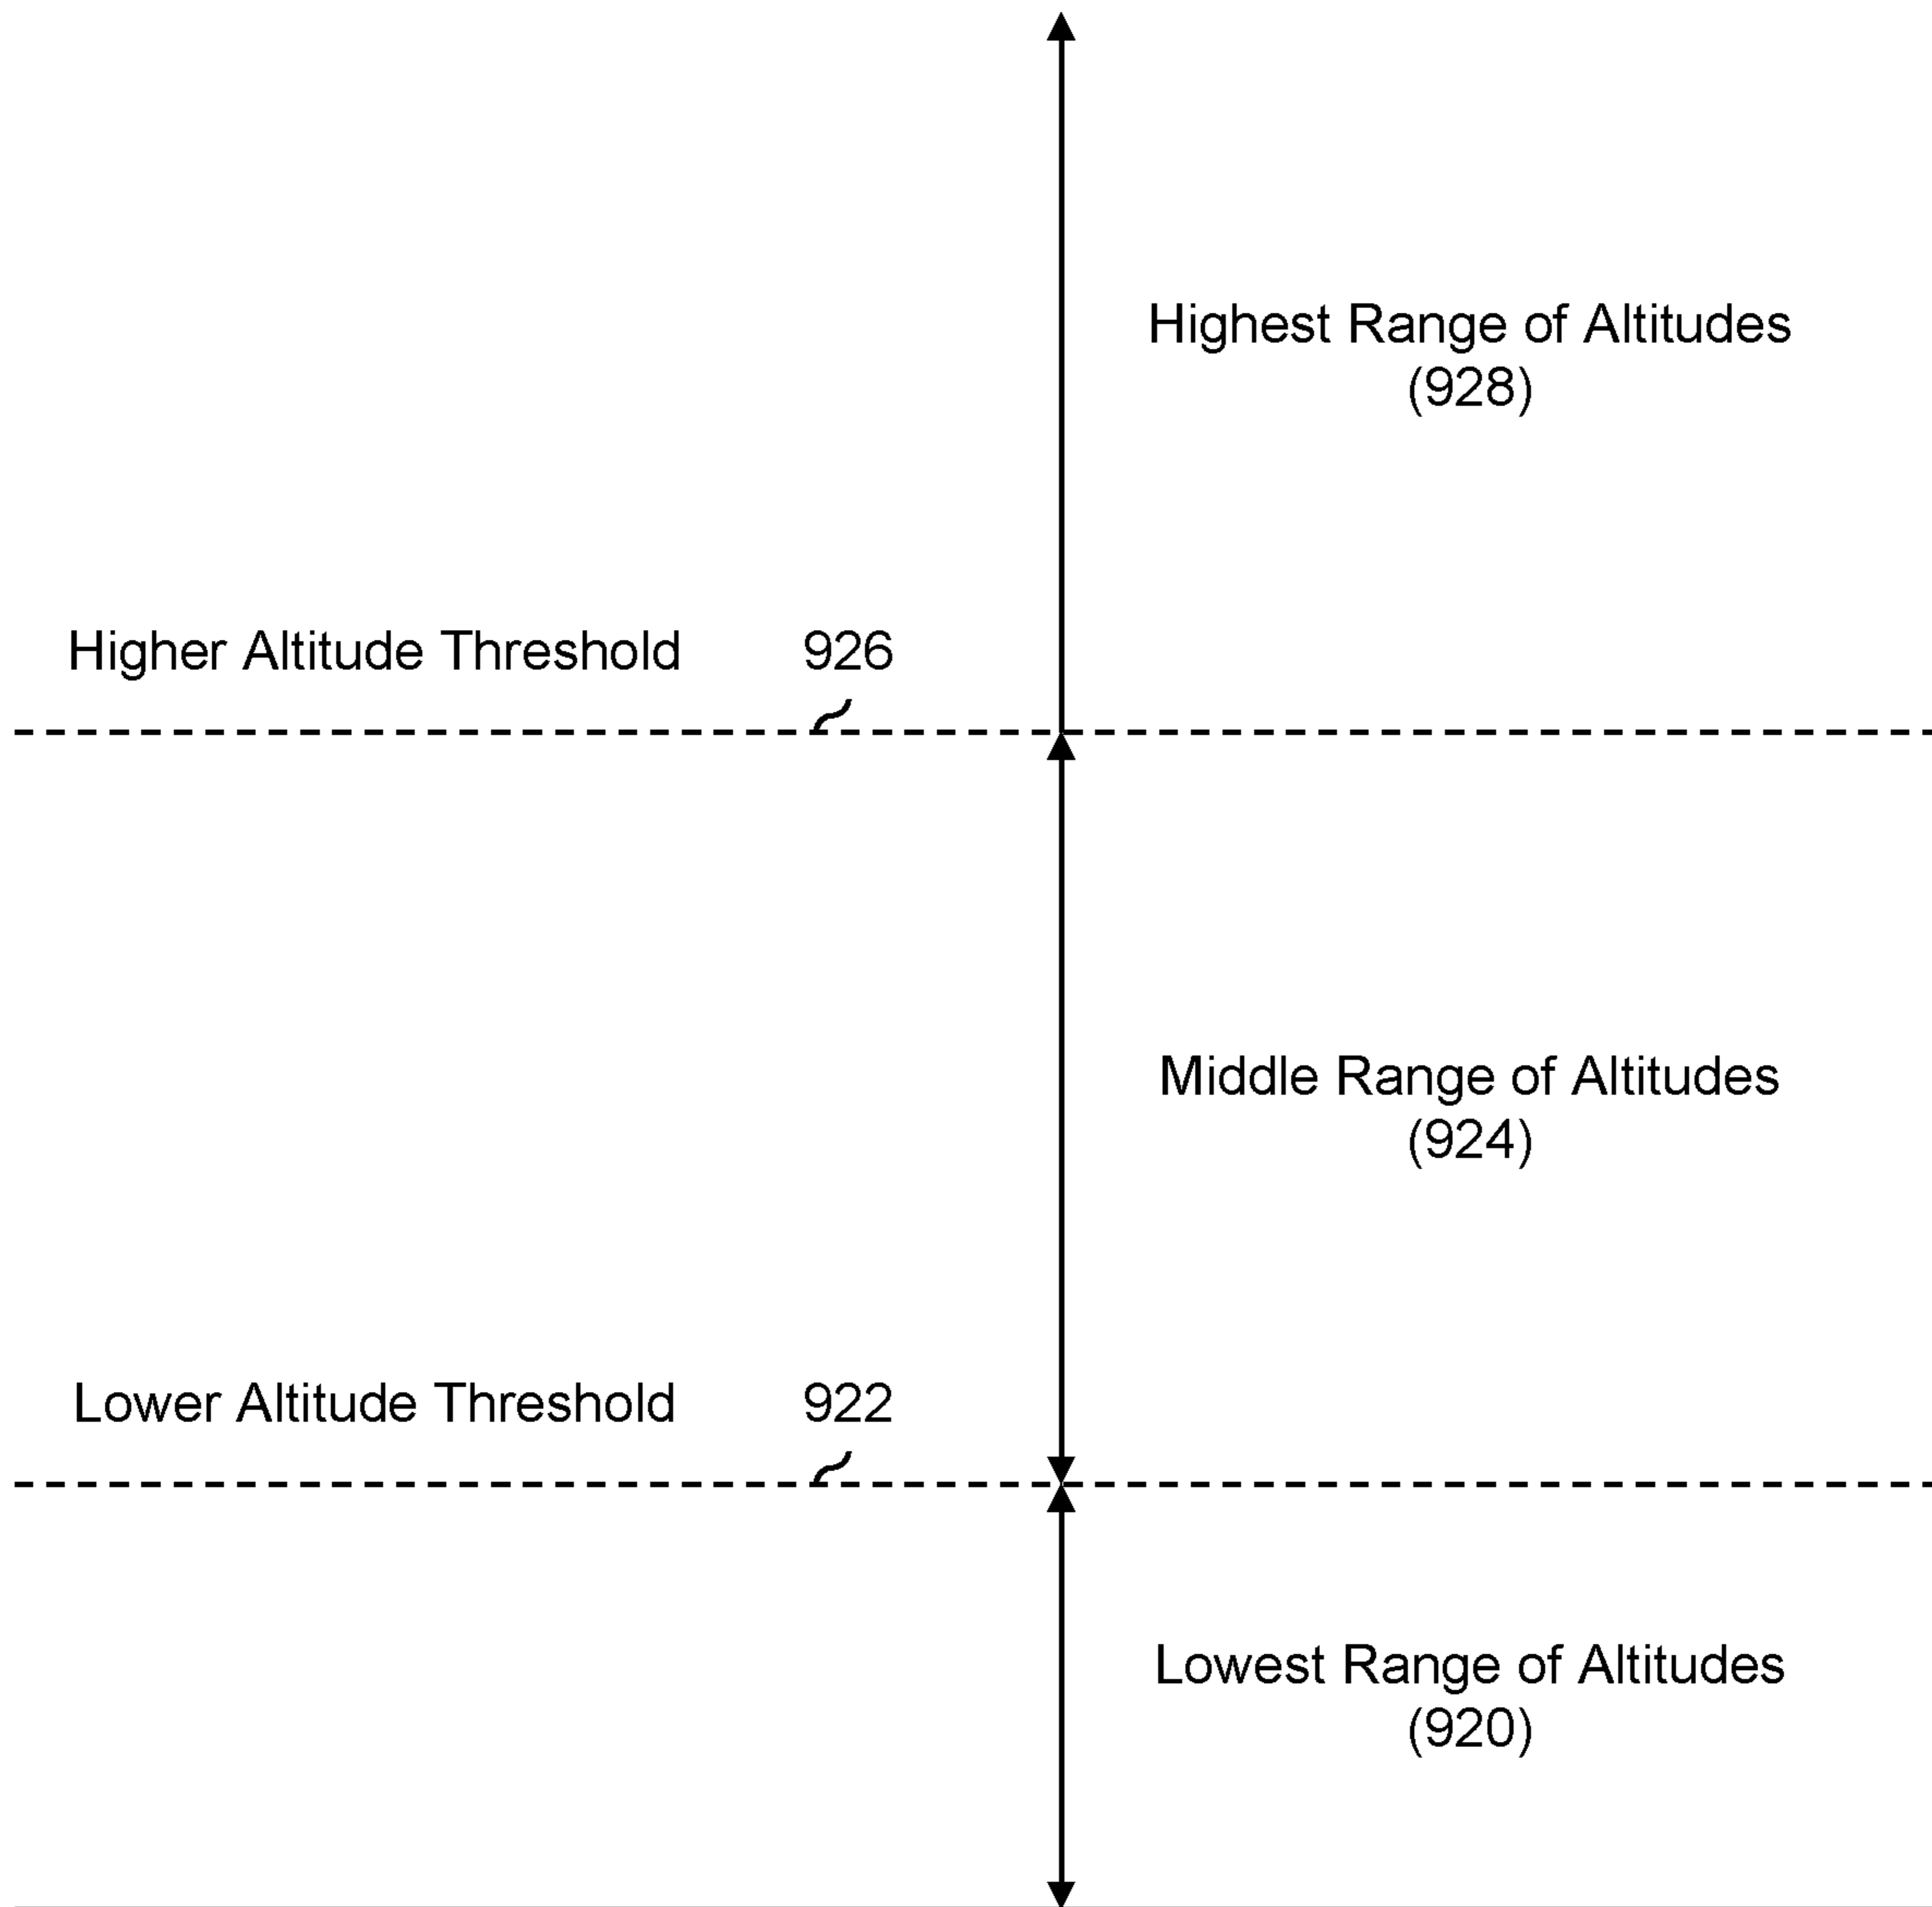 Highest Range of Altitudes
(928)
Higher Altitude Threshold 926
Middle Range of Altitudes
(924)
Lower Altitude Threshold 922
Lowest Range of Altitudes
(920)